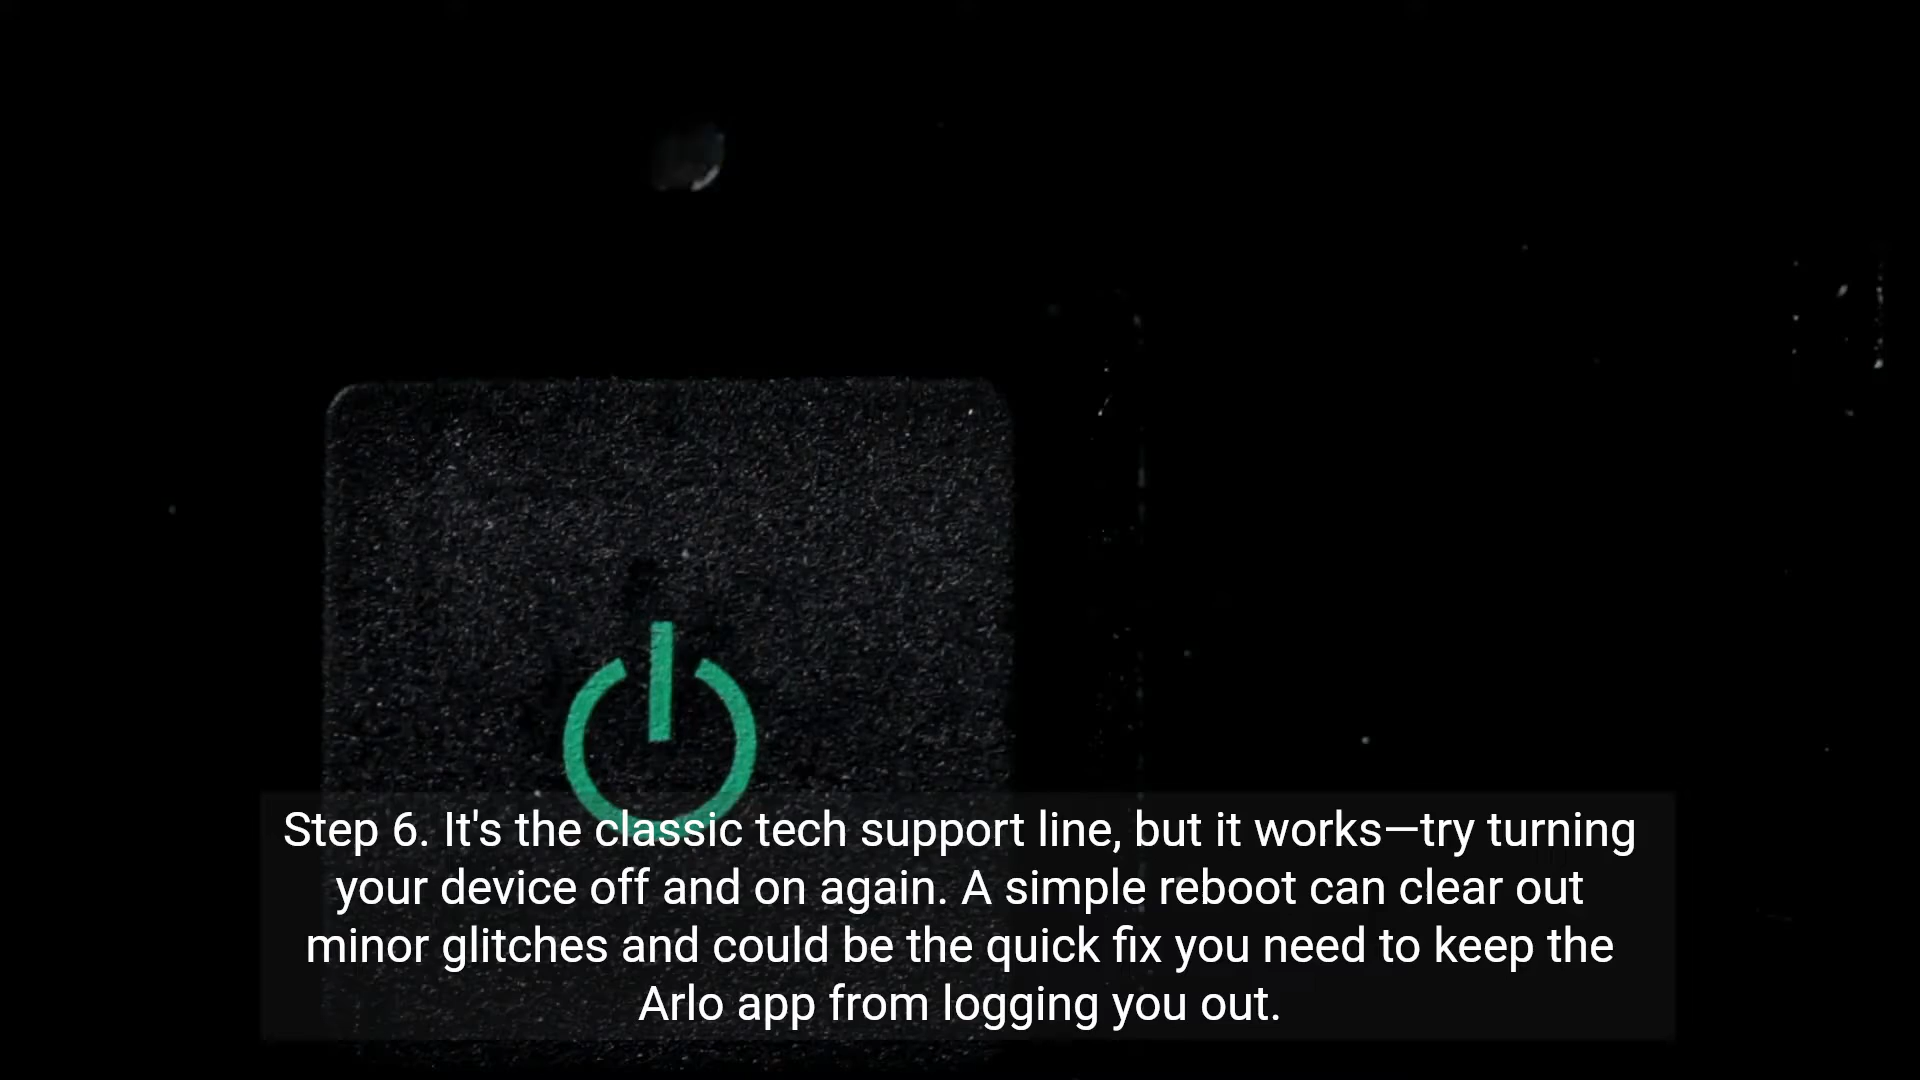 Step 6. It's the classic tech support line, but it works—try turning
your device off and on again. A simple reboot can clear out
minor glitches and could be the quick fix you need to keep the
Arlo app from logging you out.